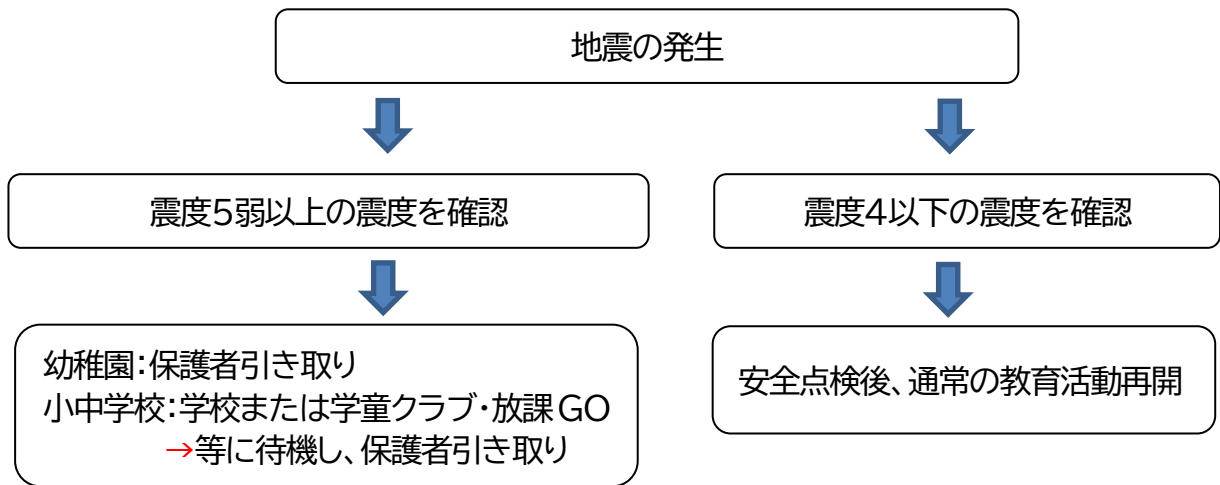 地震の発生
震度5弱以上の震度を確認
震度4以下の震度を確認
幼稚園：保護者引き取り
小中学校：学校または学童クラブ・放課GO
→等に待機し、保護者引き取り
安全点検後、通常の教育活動再開